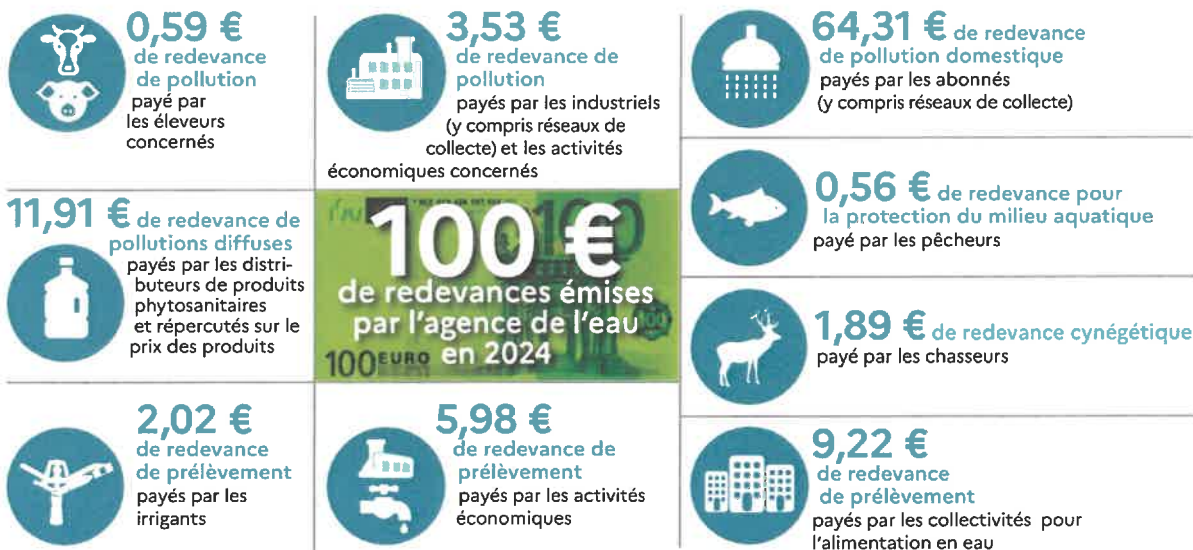 0,59 €
de redevance
de pollution
payé par
les éleveurs
concernés
3,53 €
de redevance de
pollution
payés par les industriels
(y compris réseaux de
collecte) et les activités
économiques concernés
64,31 € de redevance
de pollution domestique
payés par les abonnés
(y compris réseaux de collecte)
11,91 € de redevance de
pollutions diffuses
payés par les distri-
buteurs de produits
phytosanitaires
et répercutés sur le
prix des produits
100 €
de redevances émises
par l'agence de l'eau
en 2024
100 EURO
0,56 € de redevance pour
la protection du milieu aquatique
payé par les pêcheurs
1,89 € de redevance cynégétique
payé par les chasseurs
2,02 €
de redevance
de prélèvement
payés par les
irrigants
5,98 €
de redevance de
prélèvement
payés par les activités
économiques
9,22 €
de redevance
de prélèvement
payés par les collectivités pour
l'alimentation en eau